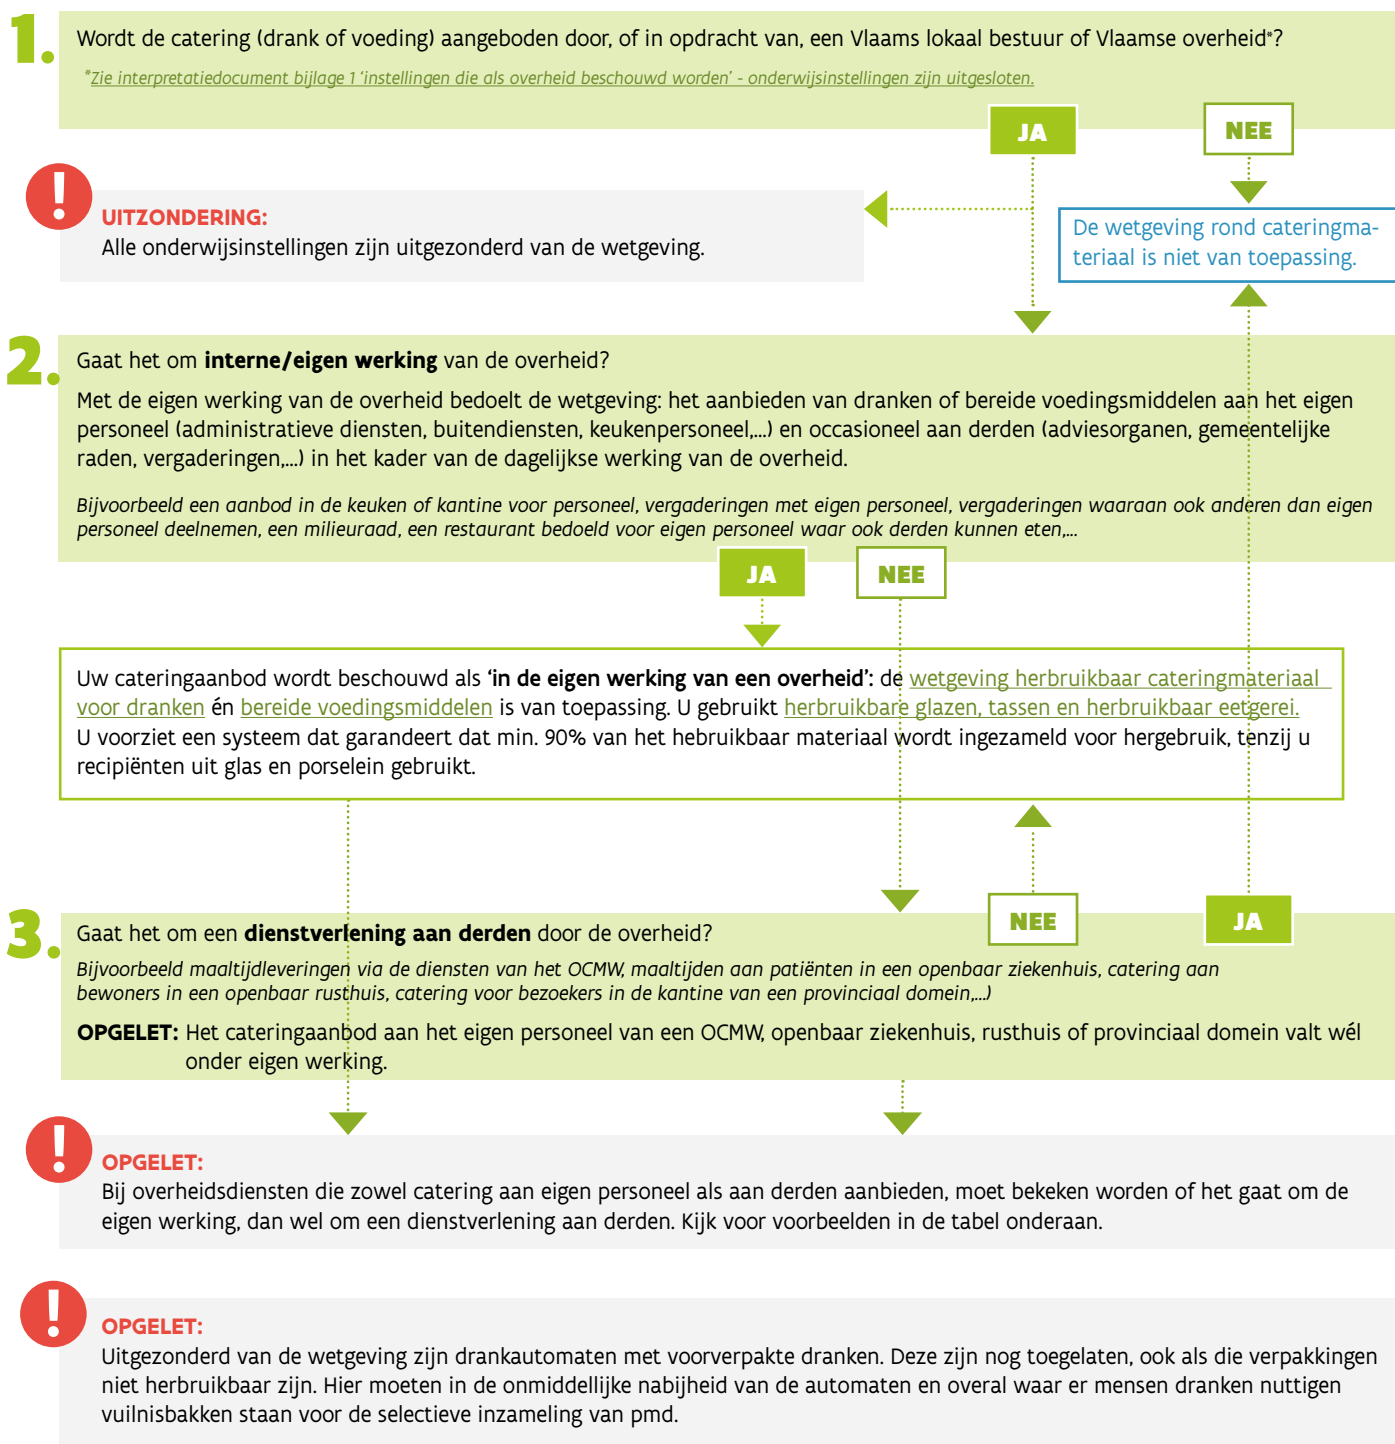 1.
Wordt de catering (drank of voeding) aangeboden door, of in opdracht van, een Vlaams lokaal bestuur of Vlaamse overheid*?
*Zie interpretatiedocument bijlage 1 ‘instellingen die als overheid beschouwd worden’ - onderwijsinstellingen zijn uitgesloten.
JA
NEE
!
UITZONDERING:
Alle onderwijsinstellingen zijn uitgezonderd van de wetgeving.
De wetgeving rond cateringma-
teriaal is niet van toepassing.
2.
Gaat het om interne/eigen werking van de overheid?
Met de eigen werking van de overheid bedoelt de wetgeving: het aanbieden van dranken of bereide voedingsmiddelen aan het eigen
personeel (administratieve diensten, buitendiensten, keukenpersoneel,...) en occasioneel aan derden (adviesorganen, gemeentelijke
raden, vergaderingen,...) in het kader van de dagelijkse werking van de overheid.
Bijvoorbeeld een aanbod in de keuken of kantine voor personeel, vergaderingen met eigen personeel, vergaderingen waaraan ook anderen dan eigen
personeel deelnemen, een milieuraad, een restaurant bedoeld voor eigen personeel waar ook derden kunnen eten,...
JA
NEE
Uw cateringaanbod wordt beschouwd als ‘in de eigen werking van een overheid’: de wetgeving herbruikbaar cateringmateriaal
voor dranken én bereide voedingsmiddelen is van toepassing. U gebruikt herbruikbare glazen, tassen en herbruikbaar eetgerei.
U voorziet een systeem dat garandeert dat min. 90% van het hebruikbaar materiaal wordt ingezameld voor hergebruik, tenzij u
recipiënten uit glas en porselein gebruikt.
NEE
JA
3.
Gaat het om een dienstverlening aan derden door de overheid?
Bijvoorbeeld maaltijdleveringen via de diensten van het OCMW, maaltijden aan patiënten in een openbaar ziekenhuis, catering aan
bewoners in een openbaar rusthuis, catering voor bezoekers in de kantine van een provinciaal domein,...)
OPGELET: Het cateringaanbod aan het eigen personeel van een OCMW, openbaar ziekenhuis, rusthuis of provinciaal domein valt wél
onder eigen werking.
!
OPGELET:
Bij overheidsdiensten die zowel catering aan eigen personeel als aan derden aanbieden, moet bekeken worden of het gaat om de
eigen werking, dan wel om een dienstverlening aan derden. Kijk voor voorbeelden in de tabel onderaan.
!
OPGELET:
Uitgezonderd van de wetgeving zijn drankautomaten met voorverpakte dranken. Deze zijn nog toegelaten, ook als die verpakkingen
niet herbruikbaar zijn. Hier moeten in de onmiddellijke nabijheid van de automaten en overal waar er mensen dranken nuttigen
vuilnisbakken staan voor de selectieve inzameling van pmd.